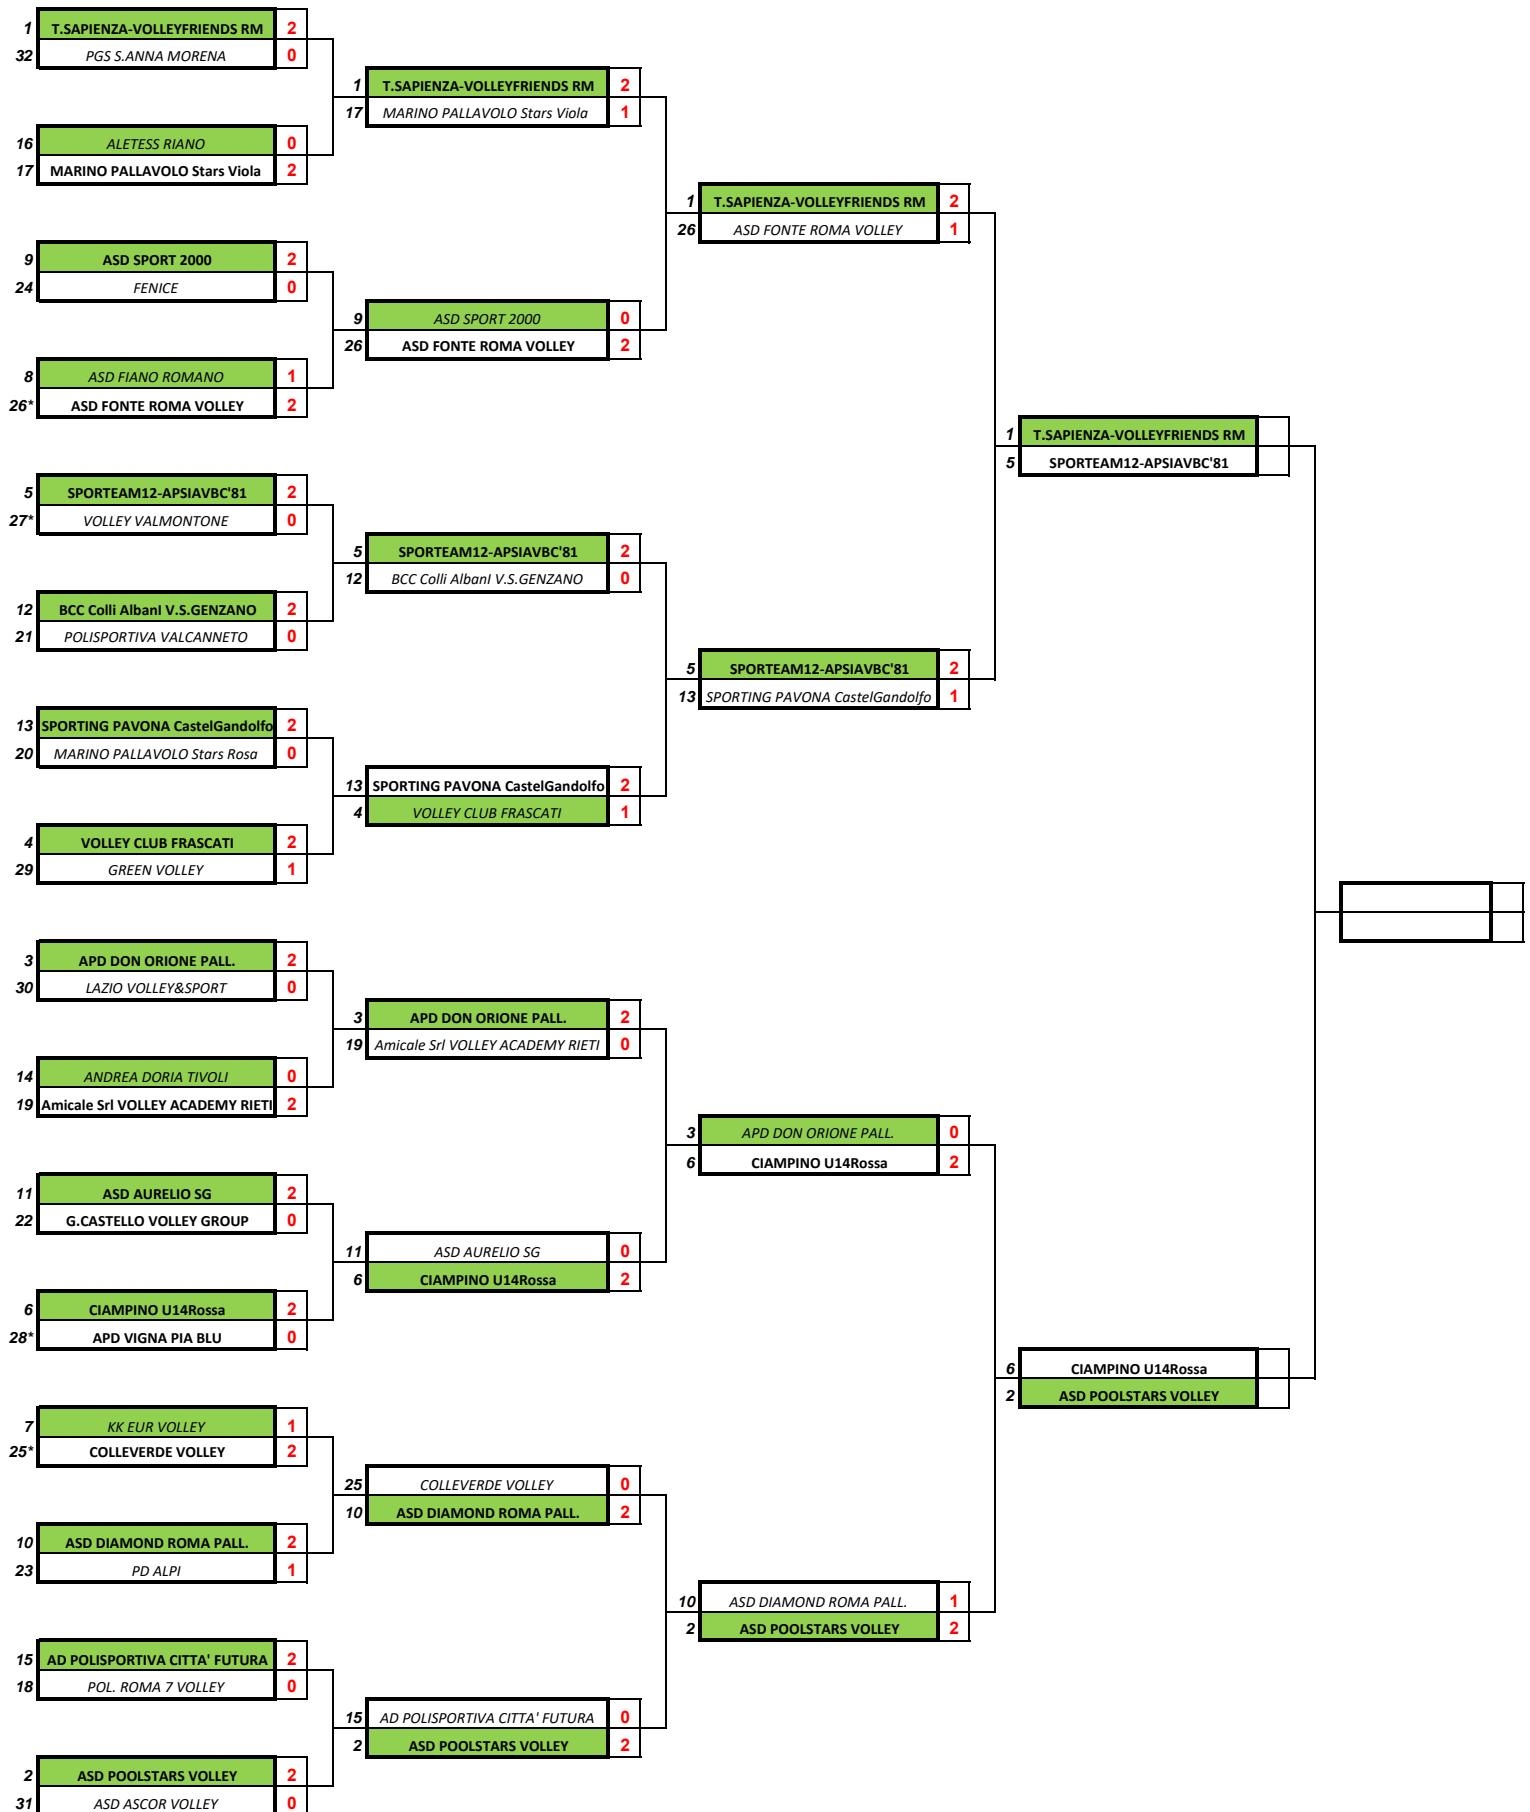 1 T.SAPIENZA-VOLLEYFRIENDS RM 2
32 PGS S.ANNA MORENA 0
16 ALETESS RIANO 0
17 MARINO PALLAVOLO Stars Viola 2
9 ASD SPORT 2000 2
24 FENICE 0
8 ASD FIANO ROMANO 1
26* ASD FONTE ROMA VOLLEY 2
5 SPORTEAM12-APSIAVBC'81 2
27* VOLLEY VALMONTONE 0
12 BCC Colli AlbanI V.S.GENZANO 2
21 POLISPORTIVA VALCANNETO 0
13 SPORTING PAVONA CastelGandolfo 2
20 MARINO PALLAVOLO Stars Rosa 0
4 VOLLEY CLUB FRASCATI 2
29 GREEN VOLLEY 1
3 APD DON ORIONE PALL. 2
30 LAZIO VOLLEY&SPORT 0
14 ANDREA DORIA TIVOLI 0
19 Amicale Srl VOLLEY ACADEMY RIETI 2
11 ASD AURELIO SG 2
22 G.CASTELLO VOLLEY GROUP 0
6 CIAMPINO U14Rossa 2
28* APD VIGNA PIA BLU 0
7 KK EUR VOLLEY 1
25* COLLEVERDE VOLLEY 2
10 ASD DIAMOND ROMA PALL. 2
23 PD ALPI 1
15 AD POLISPORTIVA CITTA' FUTURA 2
18 POL. ROMA 7 VOLLEY 0
2 ASD POOLSTARS VOLLEY 2
31 ASD ASCOR VOLLEY 0
1 T.SAPIENZA-VOLLEYFRIENDS RM 2
17 MARINO PALLAVOLO Stars Viola 1
9 ASD SPORT 2000 0
26 ASD FONTE ROMA VOLLEY 2
5 SPORTEAM12-APSIAVBC'81 2
12 BCC Colli AlbanI V.S.GENZANO 0
13 SPORTING PAVONA CastelGandolfo 2
4 VOLLEY CLUB FRASCATI 1
3 APD DON ORIONE PALL. 2
19 Amicale Srl VOLLEY ACADEMY RIETI 0
11 ASD AURELIO SG 0
6 CIAMPINO U14Rossa 2
25 COLLEVERDE VOLLEY 0
10 ASD DIAMOND ROMA PALL. 2
15 AD POLISPORTIVA CITTA' FUTURA 0
2 ASD POOLSTARS VOLLEY 2
1 T.SAPIENZA-VOLLEYFRIENDS RM 2
26 ASD FONTE ROMA VOLLEY 1
5 SPORTEAM12-APSIAVBC'81 2
13 SPORTING PAVONA CastelGandolfo 1
3 APD DON ORIONE PALL. 0
6 CIAMPINO U14Rossa 2
10 ASD DIAMOND ROMA PALL. 1
2 ASD POOLSTARS VOLLEY 2
1 T.SAPIENZA-VOLLEYFRIENDS RM
5 SPORTEAM12-APSIAVBC'81
6 CIAMPINO U14Rossa
2 ASD POOLSTARS VOLLEY